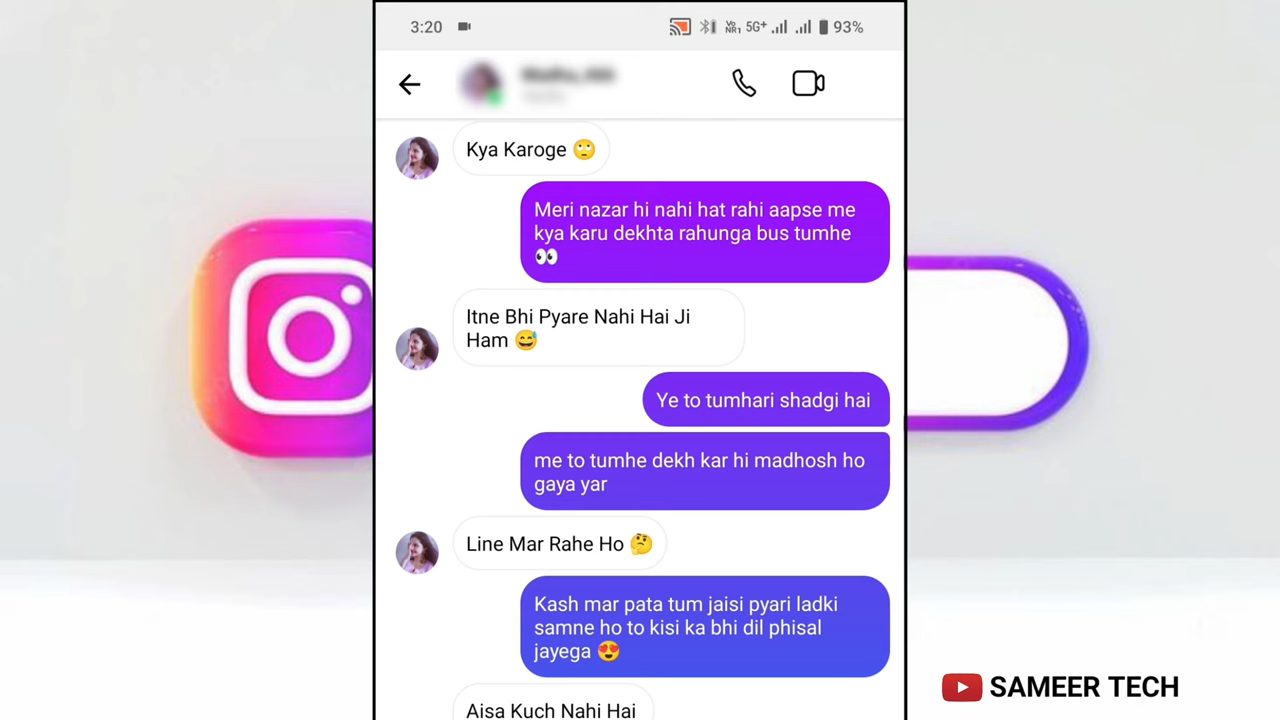 3:20
Vo
NR1
5G+
93%
Kya Karoge 🙄
Meri nazar hi nahi hat rahi aapse me
kya karu dekhta rahunga bus tumhe
👀
Itne Bhi Pyare Nahi Hai Ji
Ham 😅
Ye to tumhari shadgi hai
me to tumhe dekh kar hi madhosh ho
gaya yar
Line Mar Rahe Ho 🤔
Kash mar pata tum jaisi pyari ladki
samne ho to kisi ka bhi dil phisal
jayega 😍
Aisa Kuch Nahi Hai
SAMEER TECH